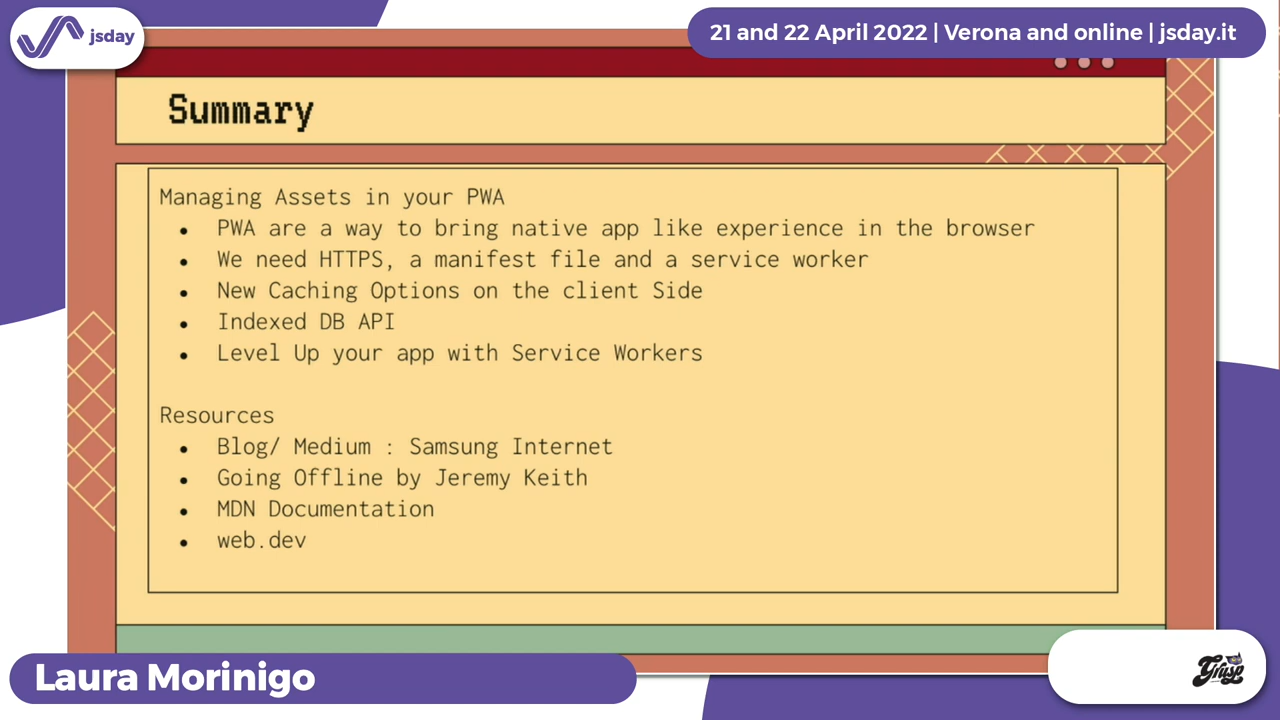 jsday
21 and 22 April 2022 | Verona and online | jsday.it
Summary
Managing Assets in your PWA
● PWA are a way to bring native app like experience in the browser
● We need HTTPS, a manifest file and a service worker
● New Caching Options on the client Side
● Indexed DB API
● Level Up your app with Service Workers
Resources
● Blog/ Medium : Samsung Internet
● Going Offline by Jeremy Keith
● MDN Documentation
● web.dev
Laura Morinigo
Grusp